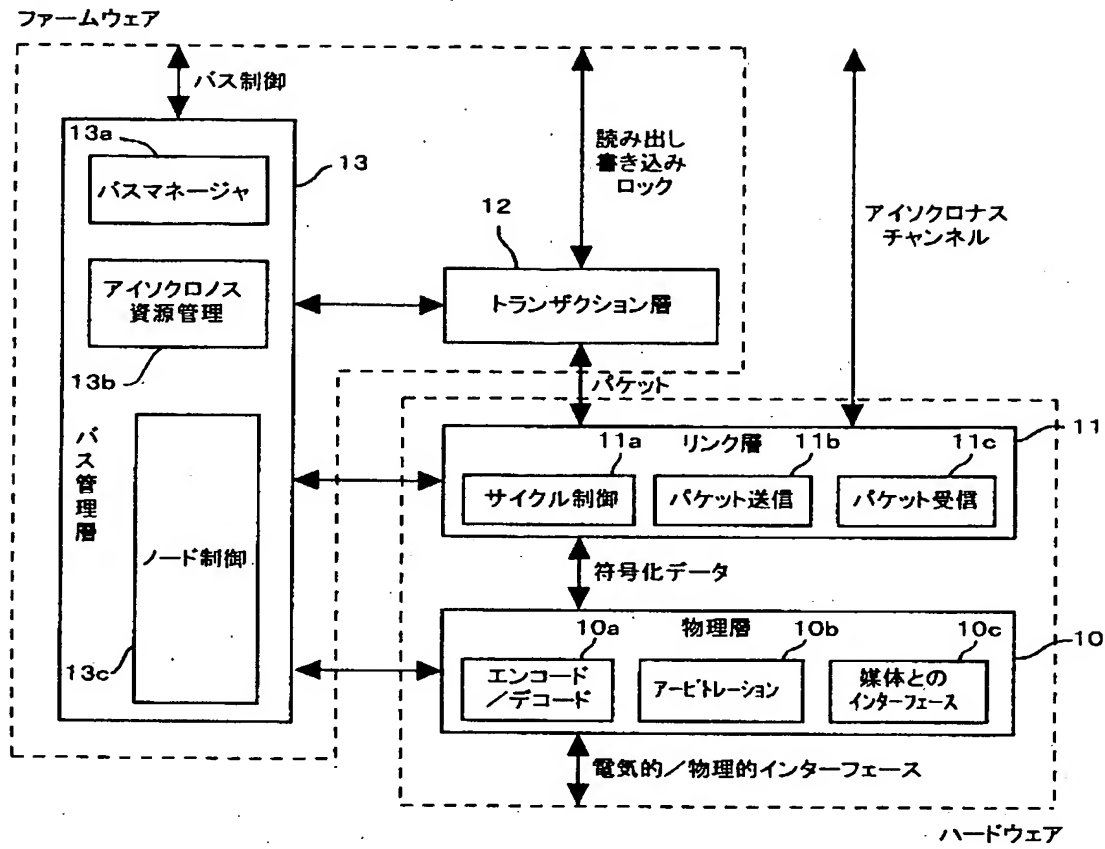 ファームウェア
バス制御
13a
バスマネージャ
13
読み出し
書き込み
ロック
アイソクロナス
チャンネル
12
アイソクロノス
資源管理
トランザクション層
13b
パケット
バス管理層
11
11a
リンク層
11b
11c
サイクル制御
パケット送信
パケット受信
ノード制御
符号化データ
10a
物理層
10b
10c
10
13c
エンコード
／デコード
アービトレーション
媒体との
インターフェース
電気的／物理的インターフェース
ハードウェア